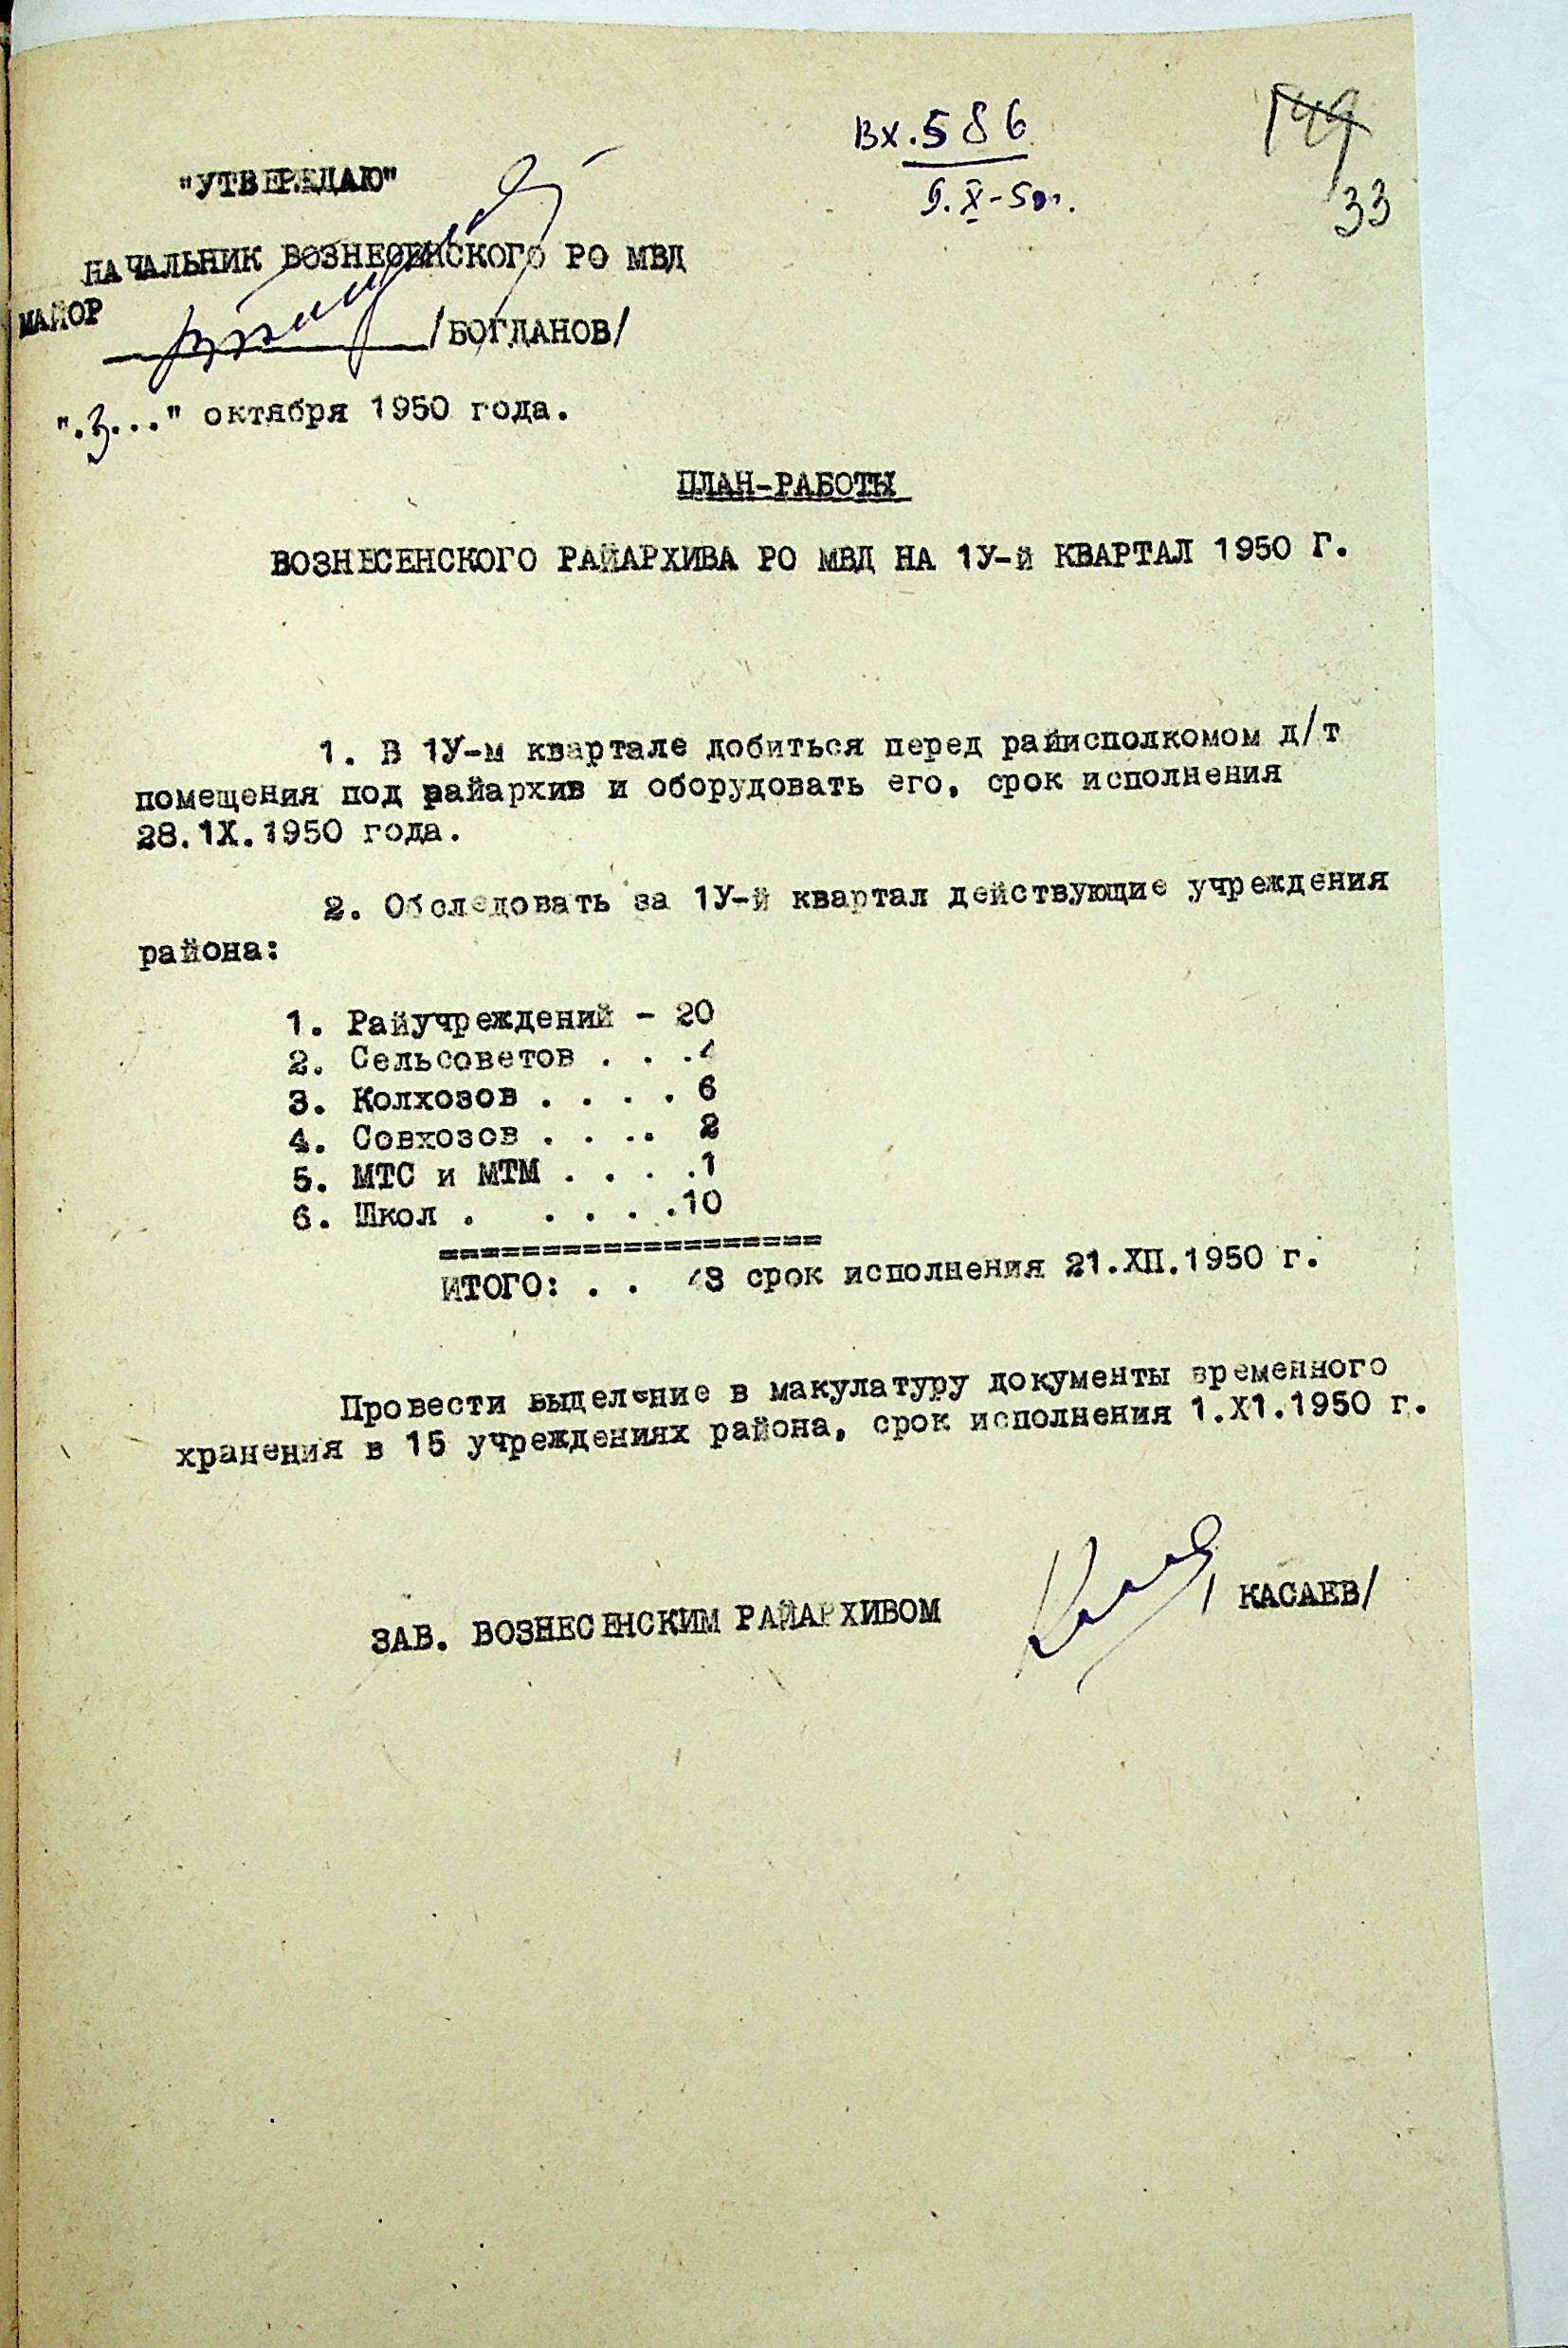 Вх.586
149
9.X-50г.
33
"УТВЕРЖДАЮ"
НАЧАЛЬНИК ВОЗНЕСЕНСКОГО РО МВД
МАЙОР
/БОГДАНОВ/
".3..." октября 1950 года.
ПЛАН-РАБОТЫ
ВОЗНЕСЕНСКОГО РАЙАРХИВА РО МВД НА 1У-й КВАРТАЛ 1950 Г.
1. В 1У-м квартале добиться перед райисполкомом д/т
помещения под райархив и оборудовать его, срок исполнения
28.1X.1950 года.
2. Обследовать за 1У-й квартал действующие учреждения
района:
1. Райучреждений - 20
2. Сельсоветов . . .4
3. Колхозов . . . . 6
4. Совхозов . . .. 2
5. МТС и МТМ . . . .1
6. Школ . . . . .10
===================
ИТОГО: . . 43 срок исполнения 21.XП.1950 г.
Провести выделение в макулатуру документы временного
хранения в 15 учреждениях района, срок исполнения 1.X1.1950 г.
ЗАВ. ВОЗНЕСЕНСКИМ РАЙАРХИВОМ / КАСАЕВ/